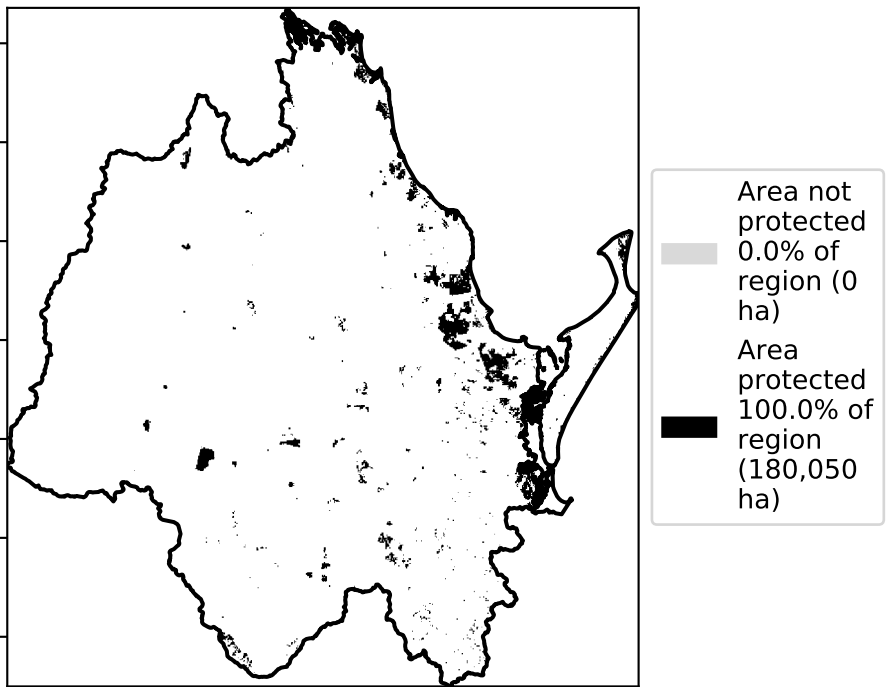 Area not
protected
0.0% of
region (0
ha)
Area
protected
100.0% of
region
(180,050
ha)